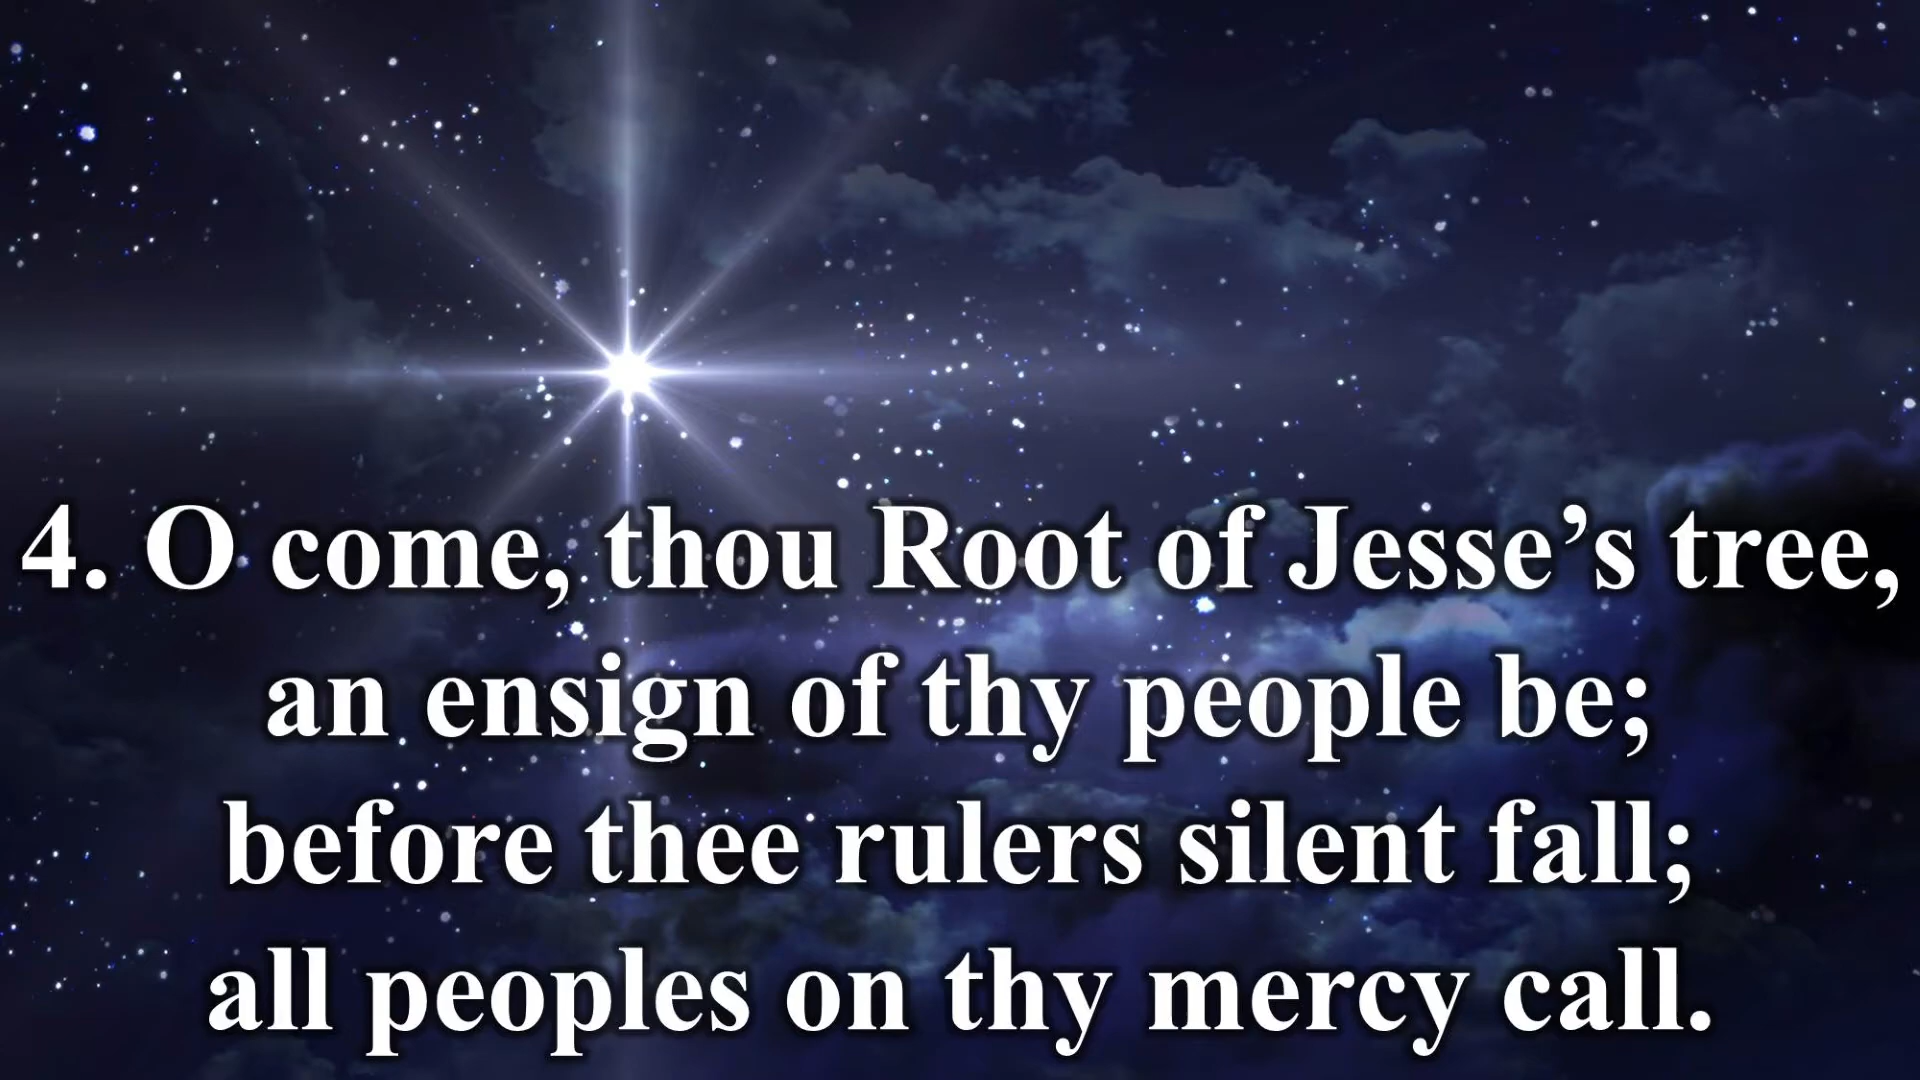 4. O come, thou Root of Jesse’s tree,
an ensign of thy people be;
before thee rulers silent fall;
all peoples on thy mercy call.